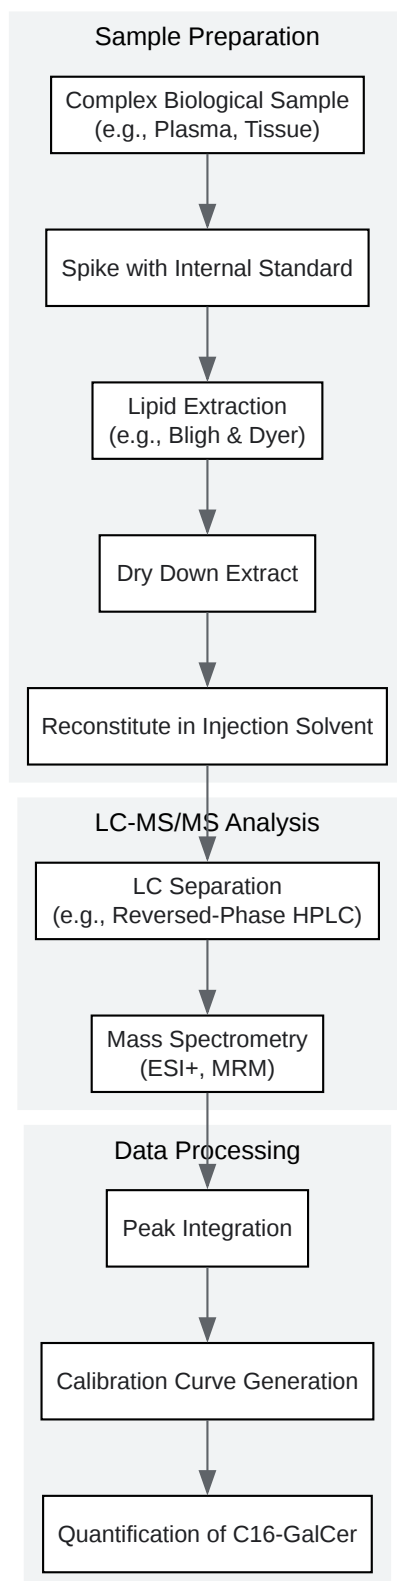 Sample Preparation
Complex Biological Sample
(e.g., Plasma, Tissue)
Spike with Internal Standard
Lipid Extraction
(e.g., Bligh & Dyer)
Dry Down Extract
Reconstitute in Injection Solvent
LC-MS/MS Analysis
LC Separation
(e.g., Reversed-Phase HPLC)
Mass Spectrometry
(ESI+, MRM)
Data Processing
Peak Integration
Calibration Curve Generation
Quantification of C16-GalCer